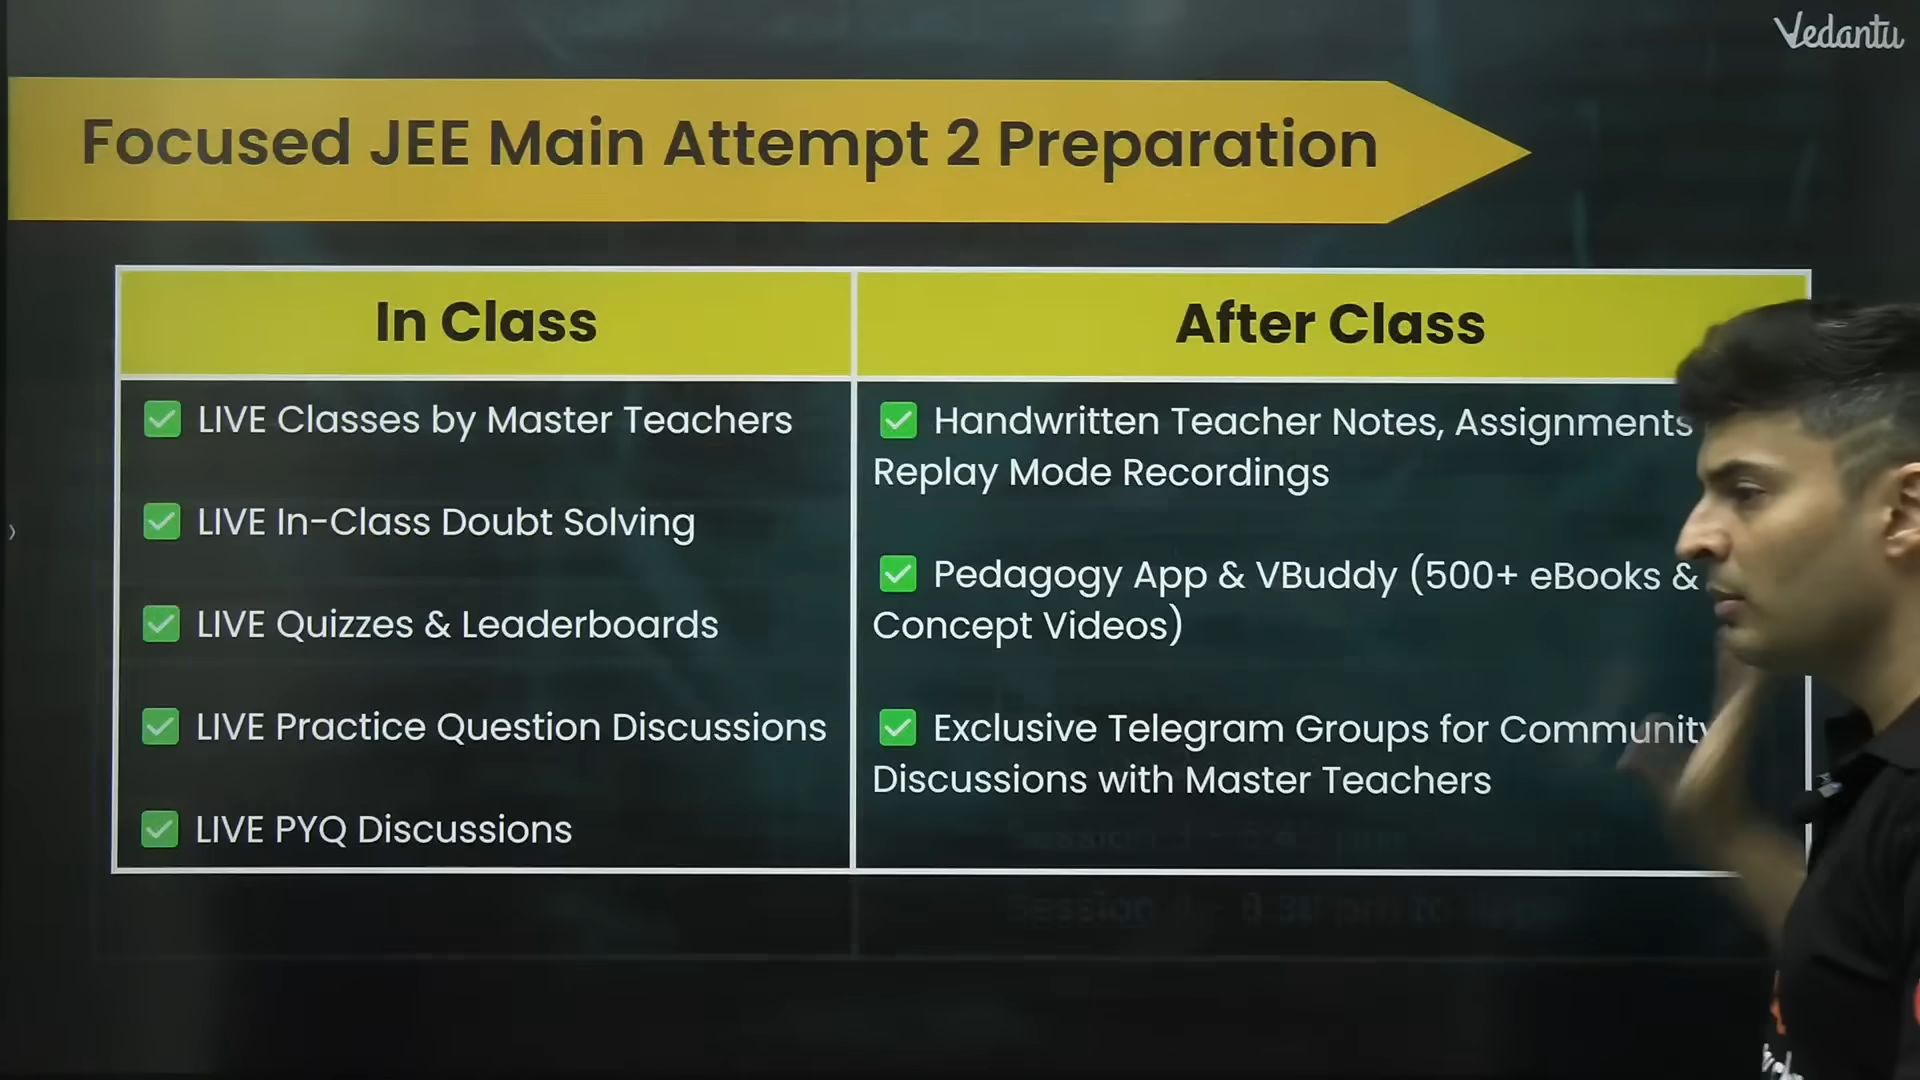 Vedantu
Focused JEE Main Attempt 2 Preparation
In Class
After Class
LIVE Classes by Master Teachers
LIVE In-Class Doubt Solving
LIVE Quizzes & Leaderboards
LIVE Practice Question Discussions
LIVE PYQ Discussions
Handwritten Teacher Notes, Assignments
Replay Mode Recordings
Pedagogy App & VBuddy (500+ eBooks &
Concept Videos)
Exclusive Telegram Groups for Community
Discussions with Master Teachers